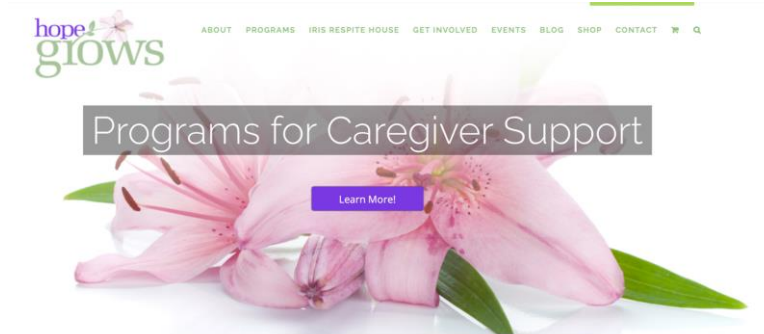 hope
grows
ABOUT PROGRAMS IRIS RESPITE HOUSE GET INVOLVED EVENTS BLOG SHOP CONTACT
Programs for Caregiver Support
Learn More!